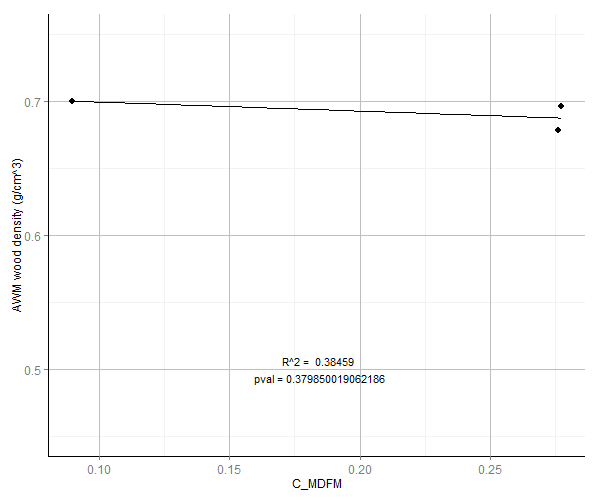 AWM wood density (g/cm^3)
0.7
0.6
0.5
R^2 = 0.38459
pval = 0.379850019062186
0.10 0.15 0.20 0.25
C_MDFM